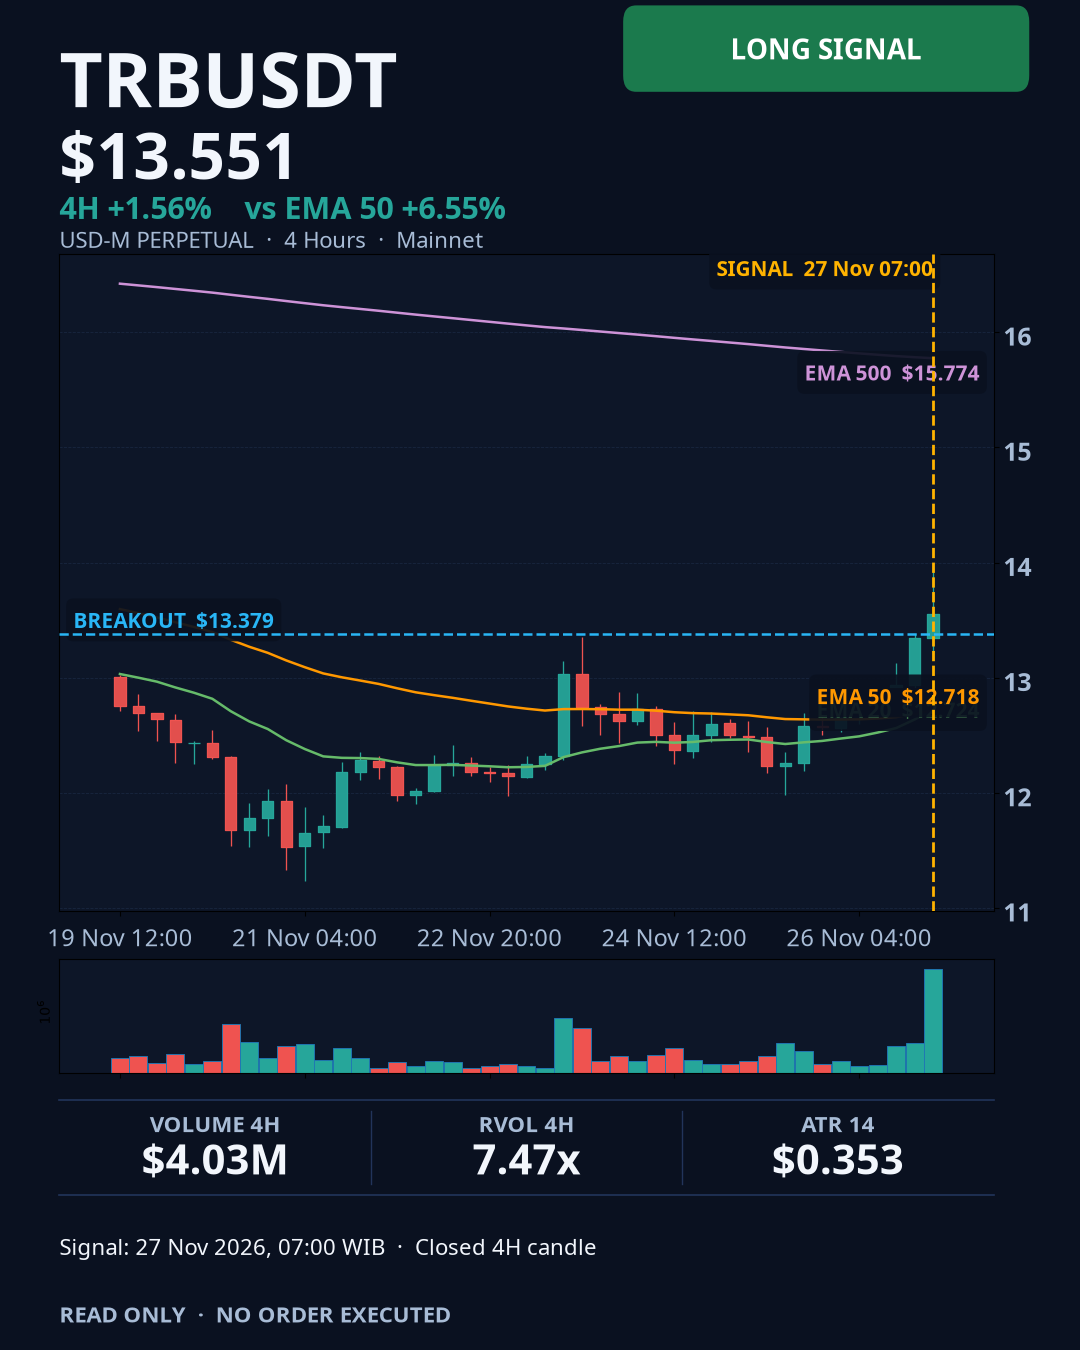 LONG SIGNAL
TRBUSDT
$13.551
4H +1.56% vs EMA 50 +6.55%
USD-M PERPETUAL · 4 Hours · Mainnet
SIGNAL 27 Nov 07:00
16
EMA 500 $15.774
15
14
BREAKOUT $13.379
13
EMA 50 $12.718
12
11
19 Nov 12:00 21 Nov 04:00 22 Nov 20:00 24 Nov 12:00 26 Nov 04:00
10⁶
VOLUME 4H RVOL 4H ATR 14
$4.03M 7.47x $0.353
Signal: 27 Nov 2026, 07:00 WIB · Closed 4H candle
READ ONLY · NO ORDER EXECUTED